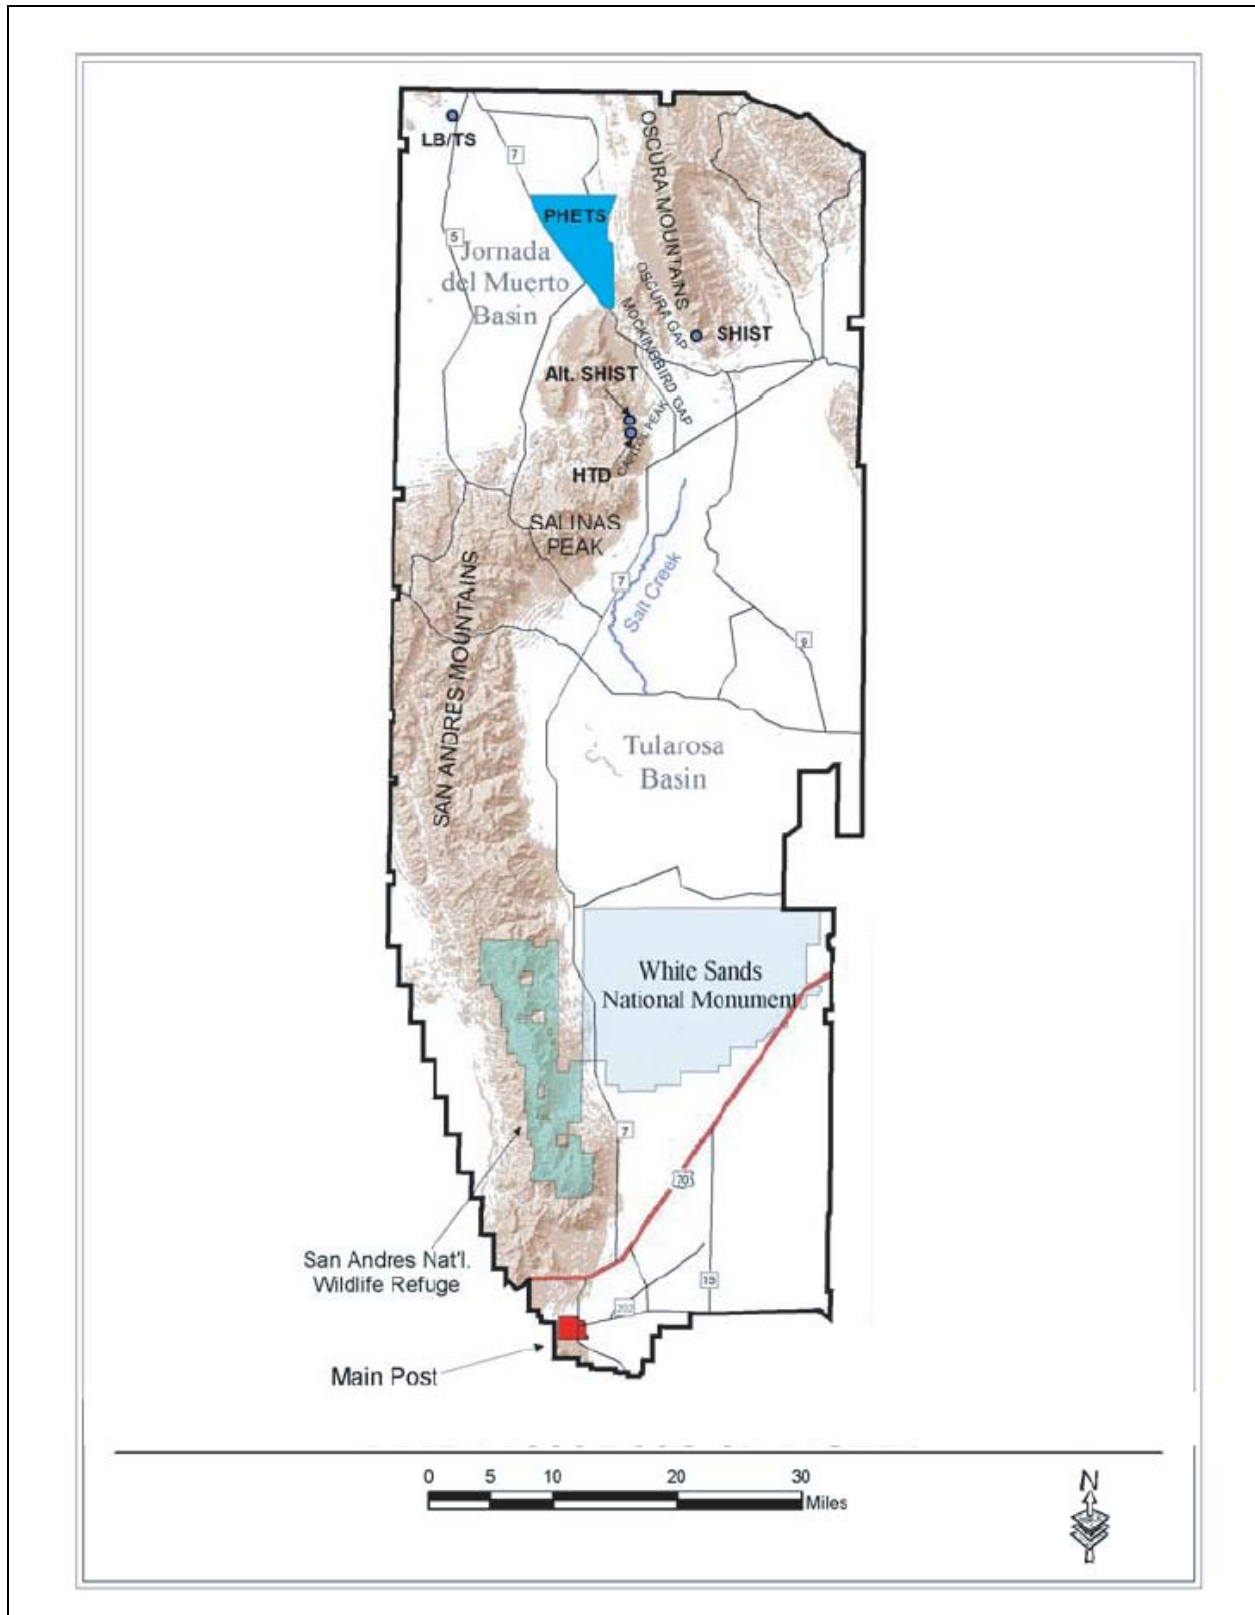 OSCURA MOUNTAINS
LB/TS
7
PHETS
5
Jornada
del Muerto
Basin
OSCURA GAP
MOCKINGBIRD GAP
SHIST
Alt. SHIST
CAPITOL PEAK
HTD
SALINAS
PEAK
SAN ANDRES MOUNTAINS
7
Salt Creek
9
Tularosa
Basin
White Sands
National Monument
7
70
San Andres Nat'l.
Wildlife Refuge
15
202
Main Post
0 5 10 20 30
Miles
N